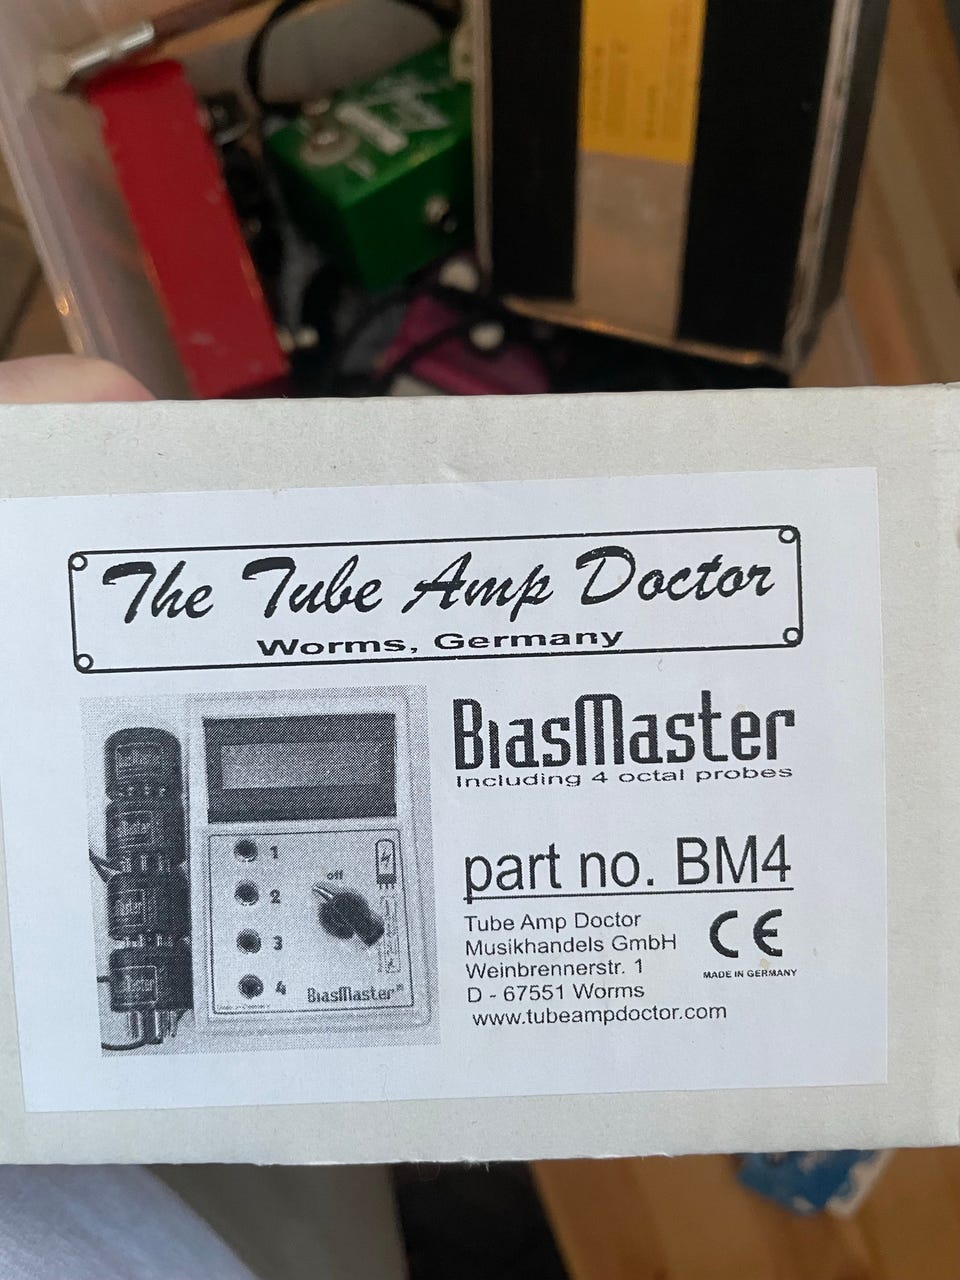 The Tube Amp Doctor
Worms, Germany
BiasMaster
Including 4 octal probes
part no. BM4
Tube Amp Doctor
Musikhandels GmbH
Weinbrennerstr. 1
D - 67551 Worms
www.tubeampdoctor.com
CE
MADE IN GERMANY
off
1
2
3
4
BiasMaster®